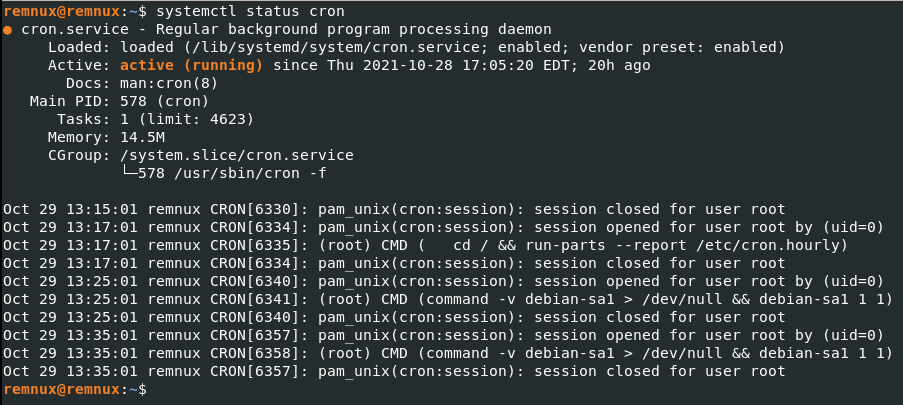 remnux@remnux:~$ systemctl status cron
● cron.service - Regular background program processing daemon
     Loaded: loaded (/lib/systemd/system/cron.service; enabled; vendor preset: enabled)
     Active: active (running) since Thu 2021-10-28 17:05:20 EDT; 20h ago
       Docs: man:cron(8)
   Main PID: 578 (cron)
      Tasks: 1 (limit: 4623)
     Memory: 14.5M
     CGroup: /system.slice/cron.service
             └─578 /usr/sbin/cron -f

Oct 29 13:15:01 remnux CRON[6330]: pam_unix(cron:session): session closed for user root
Oct 29 13:17:01 remnux CRON[6334]: pam_unix(cron:session): session opened for user root by (uid=0)
Oct 29 13:17:01 remnux CRON[6335]: (root) CMD (   cd / && run-parts --report /etc/cron.hourly)
Oct 29 13:17:01 remnux CRON[6334]: pam_unix(cron:session): session closed for user root
Oct 29 13:25:01 remnux CRON[6340]: pam_unix(cron:session): session opened for user root by (uid=0)
Oct 29 13:25:01 remnux CRON[6341]: (root) CMD (command -v debian-sa1 > /dev/null && debian-sa1 1 1)
Oct 29 13:25:01 remnux CRON[6340]: pam_unix(cron:session): session closed for user root
Oct 29 13:35:01 remnux CRON[6357]: pam_unix(cron:session): session opened for user root by (uid=0)
Oct 29 13:35:01 remnux CRON[6358]: (root) CMD (command -v debian-sa1 > /dev/null && debian-sa1 1 1)
Oct 29 13:35:01 remnux CRON[6357]: pam_unix(cron:session): session closed for user root
remnux@remnux:~$